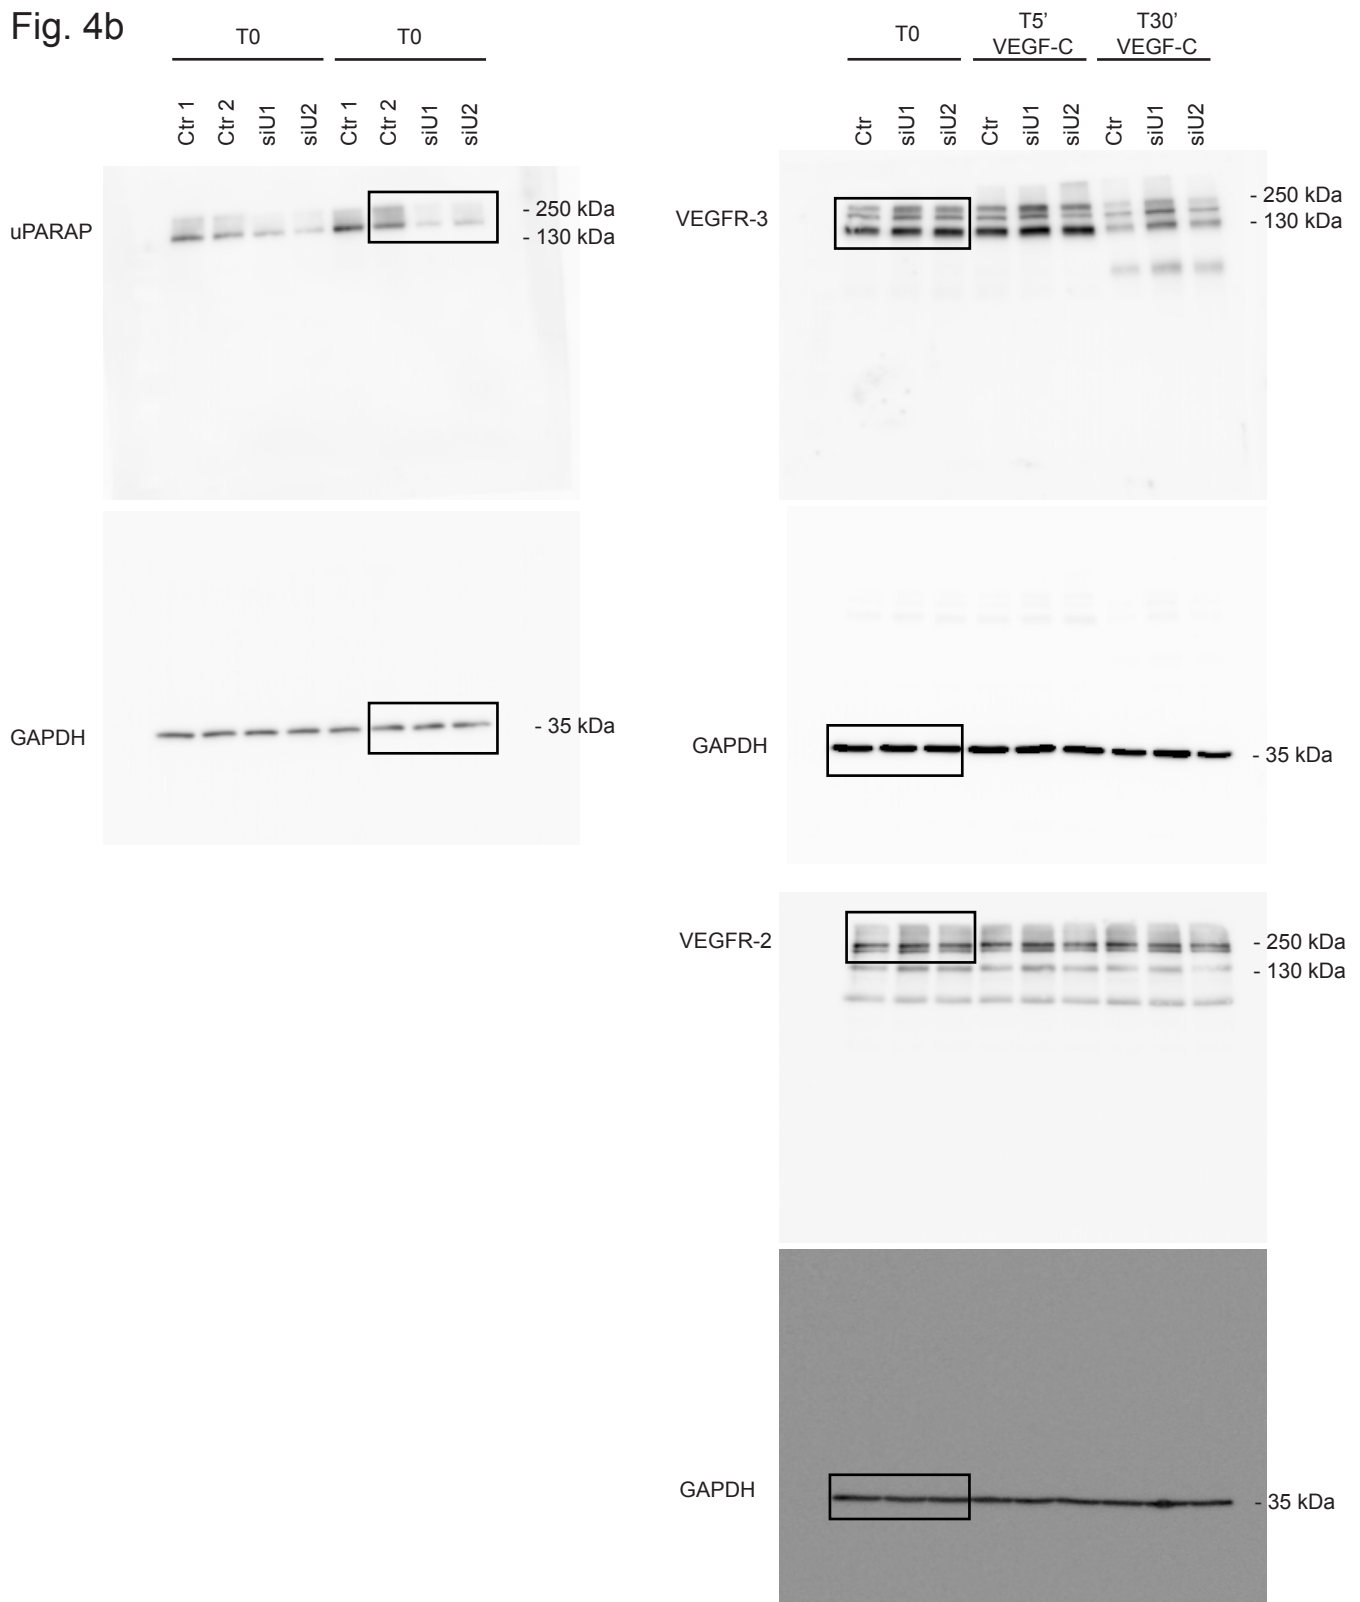 Fig. 4b
T0 T0
Ctr 1 Ctr 2 siU1 siU2 Ctr 1 Ctr 2 siU1 siU2
uPARAP
- 250 kDa
- 130 kDa
GAPDH
- 35 kDa
T0 T5' VEGF-C T30' VEGF-C
Ctr siU1 siU2 Ctr siU1 siU2 Ctr siU1 siU2
VEGFR-3
- 250 kDa
- 130 kDa
GAPDH
- 35 kDa
VEGFR-2
- 250 kDa
- 130 kDa
GAPDH
- 35 kDa